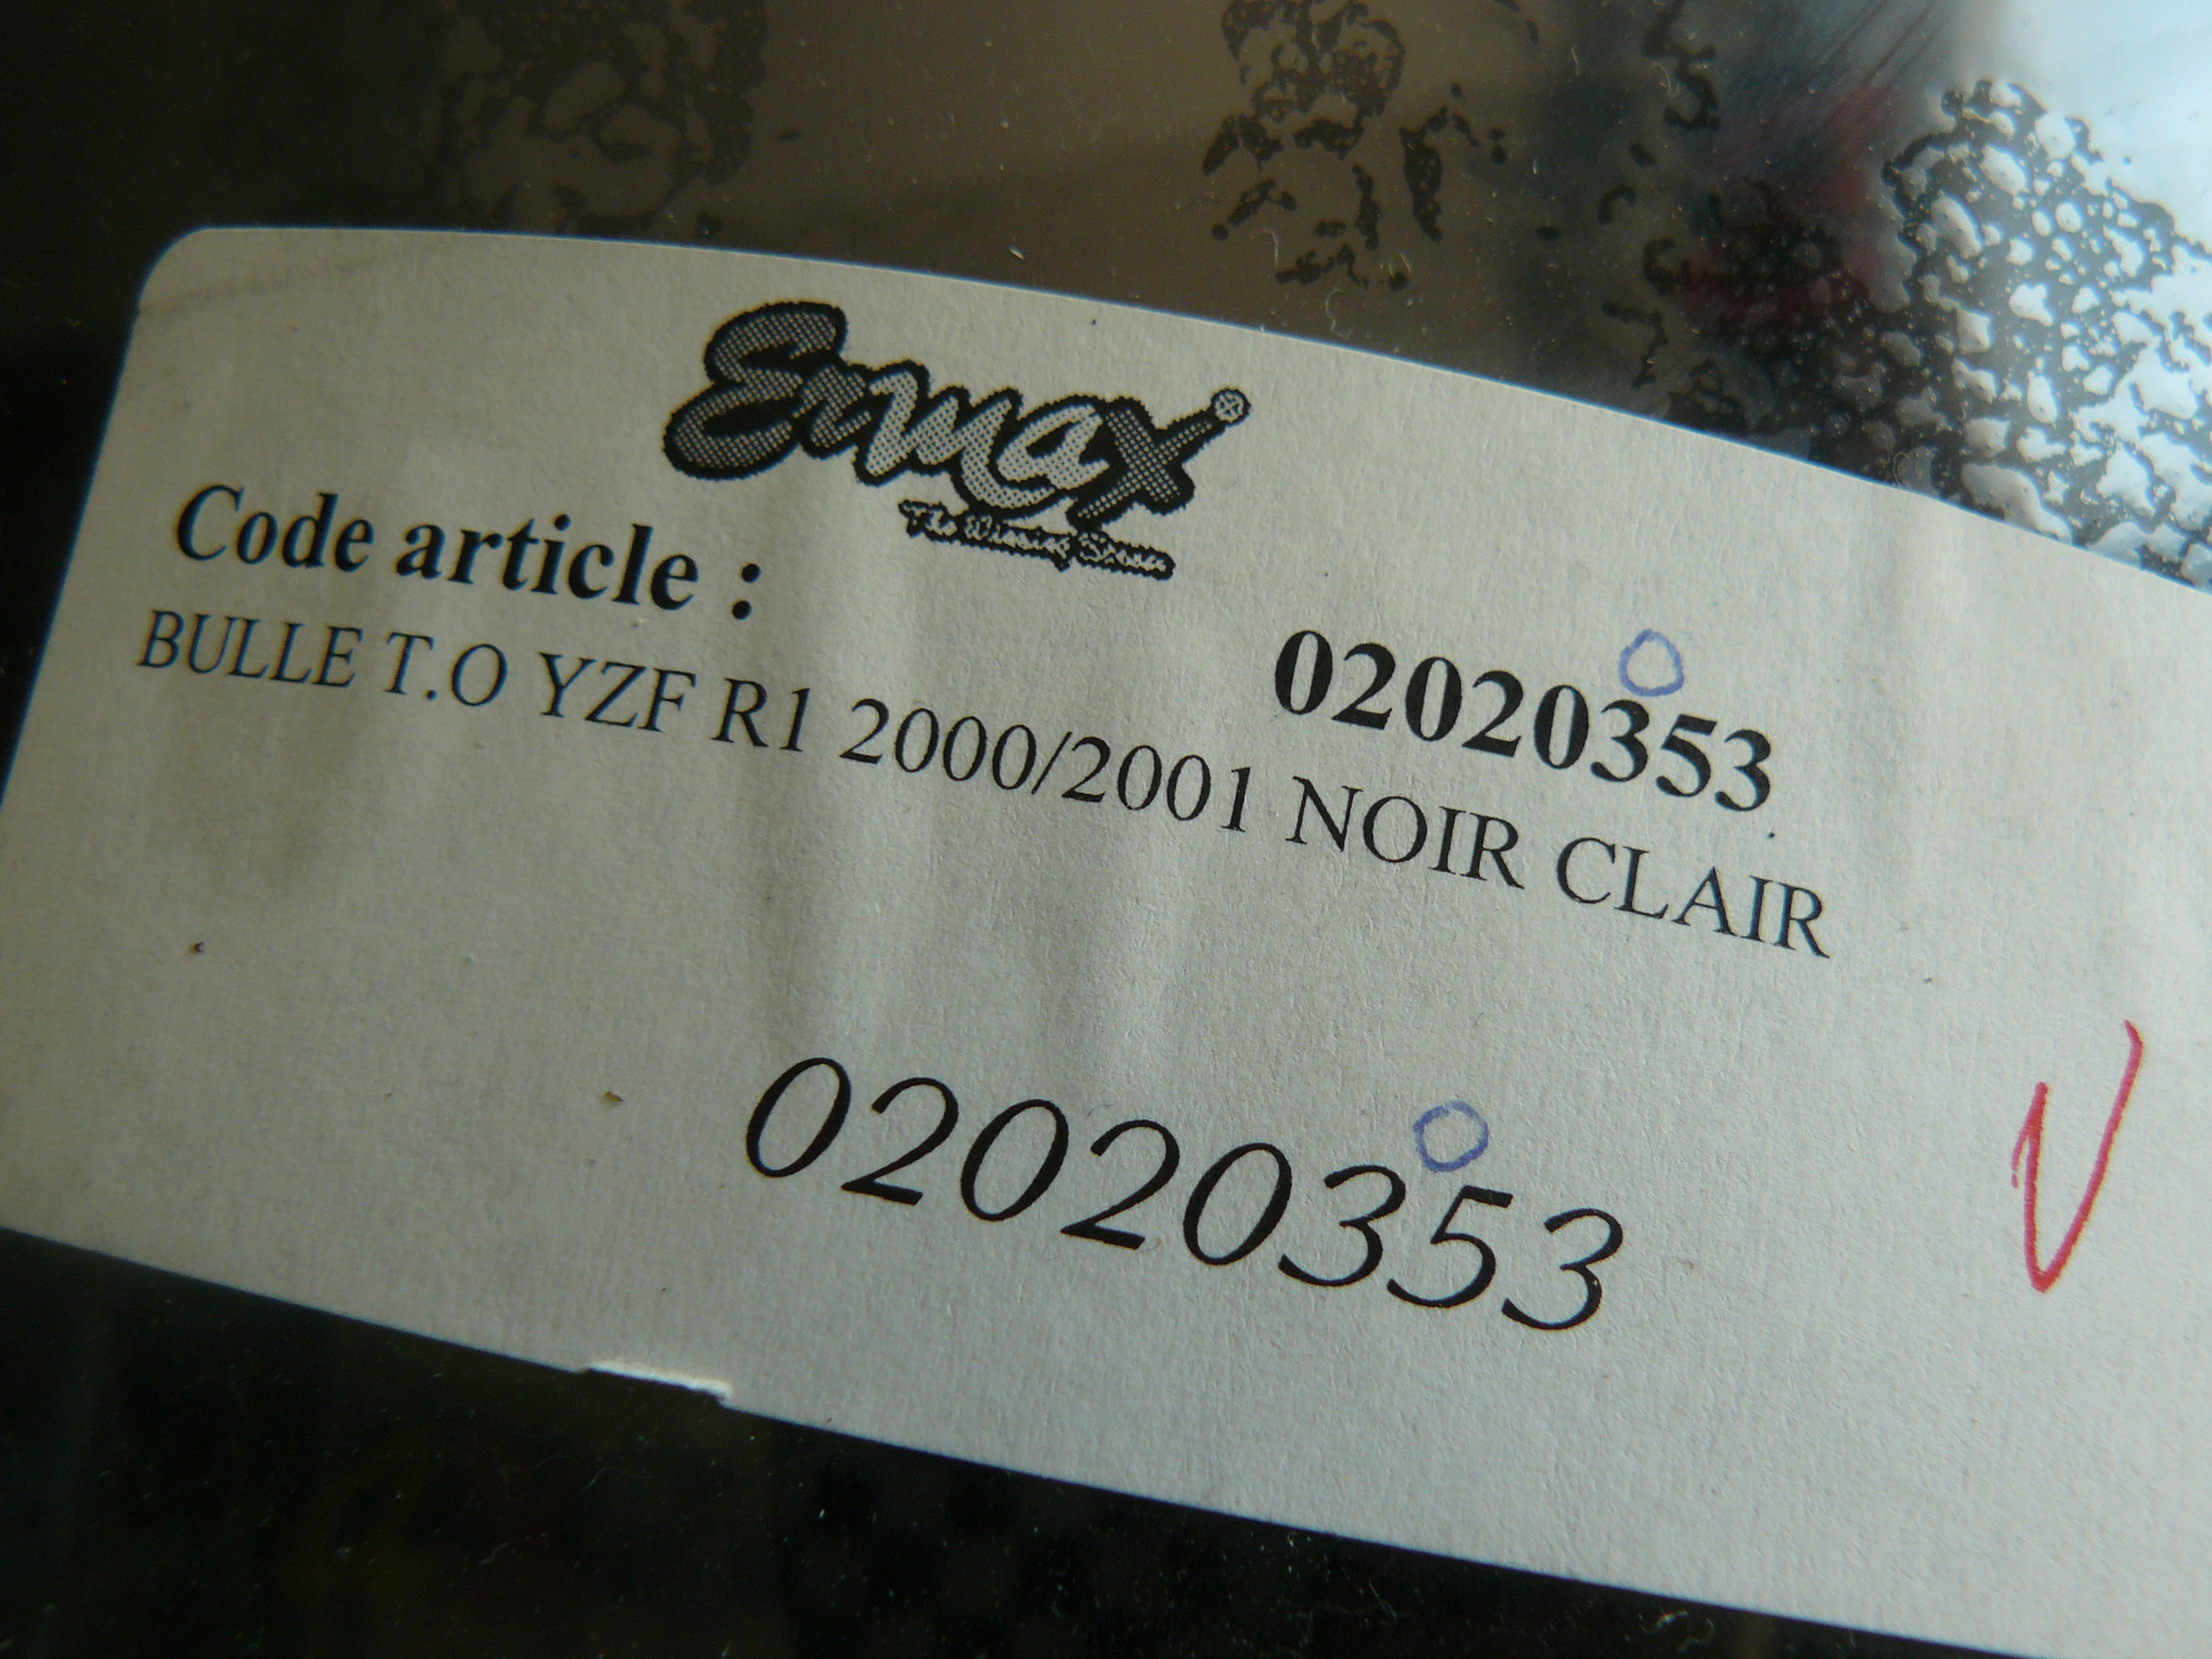 Ermax
Code article :
02020353
BULLE T.O YZF R1 2000/2001 NOIR CLAIR
02020353